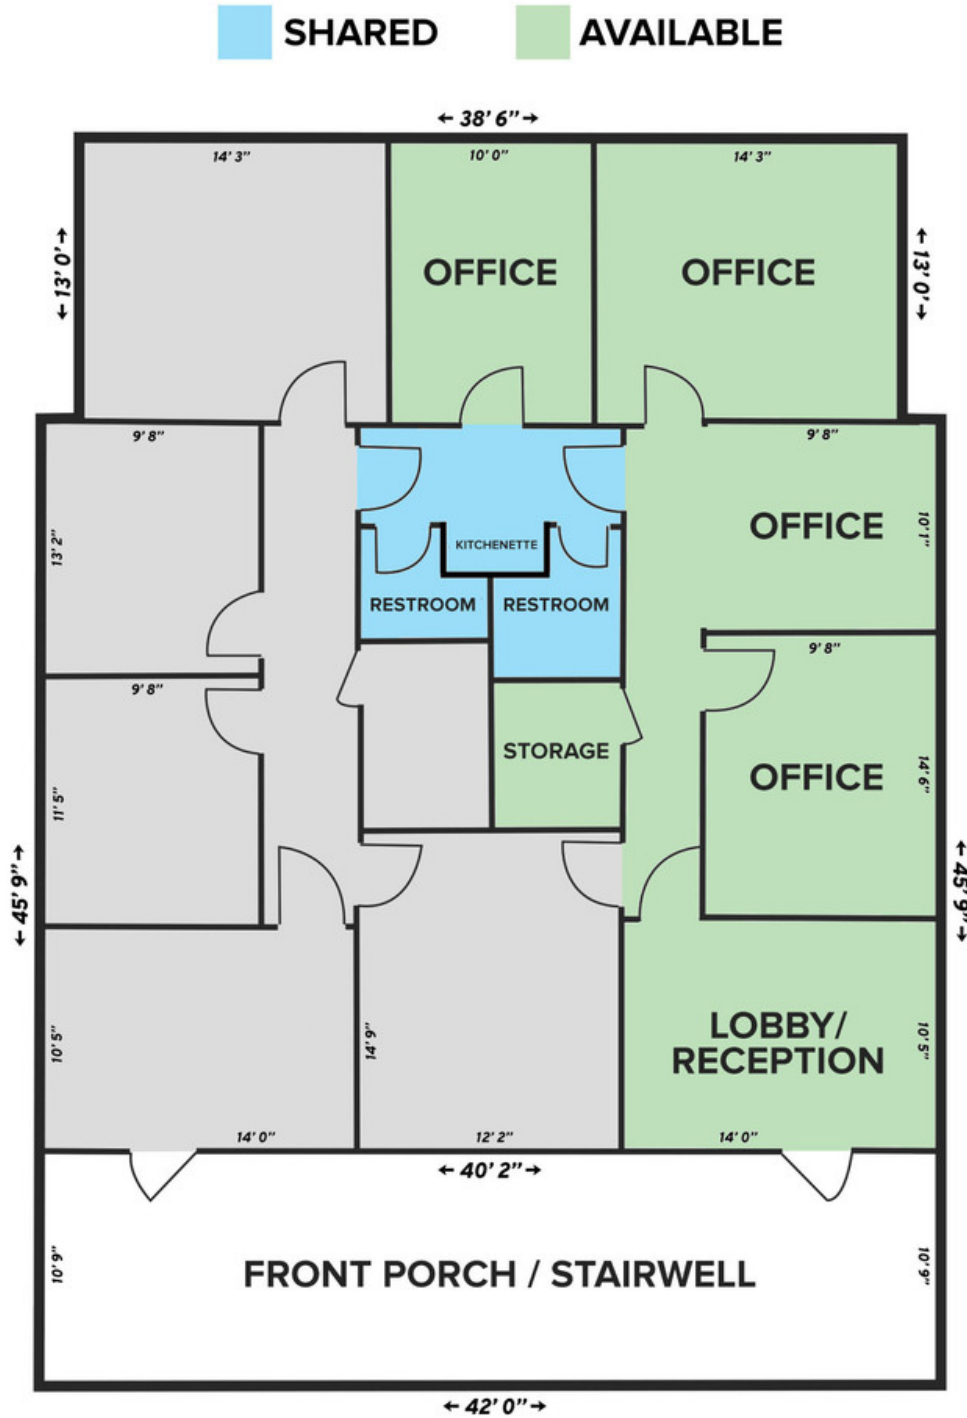 SHARED
AVAILABLE
← 38' 6" →
14' 3"
10' 0"
14' 3"
← 13' 0' →
OFFICE
OFFICE
← 13' 0' →
9' 8"
9' 8"
13' 2"
OFFICE
10' 1"
KITCHENETTE
RESTROOM
RESTROOM
9' 8"
9' 8"
11' 5"
STORAGE
OFFICE
14' 6"
← 45' 9" →
← 45' 9" →
10' 5"
14' 9"
LOBBY/
RECEPTION
10' 5"
14' 0"
12' 2"
14' 0"
← 40' 2" →
10' 9"
FRONT PORCH / STAIRWELL
10' 9"
← 42' 0" →